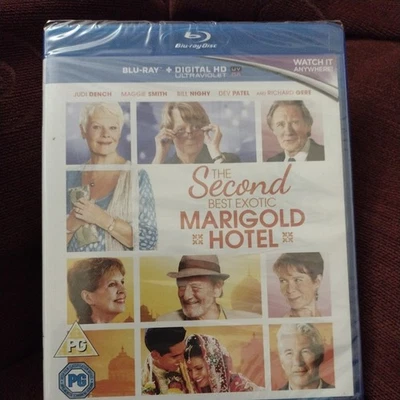 Blu-ray Disc
BLU-RAY + DIGITAL HD
ULTRAVIOLET
WATCH IT
ANYWHERE!
JUDI DENCH MAGGIE SMITH BILL NIGHY DEV PATEL AND RICHARD GERE
THE
Second
BEST EXOTIC
MARIGOLD
HOTEL
PG
PG